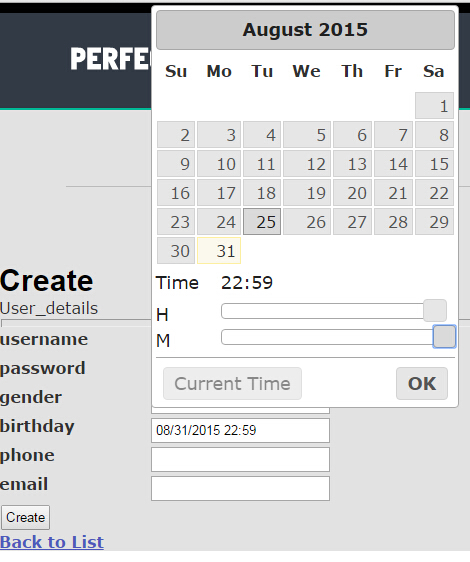 PERFE
August 2015
Su Mo Tu We Th Fr Sa
1
2 3 4 5 6 7 8
9 10 11 12 13 14 15
16 17 18 19 20 21 22
23 24 25 26 27 28 29
30 31
Time 22:59
H
M
Current Time OK
Create
User_details
username
password
gender
birthday 08/31/2015 22:59
phone
email
Create
Back to List